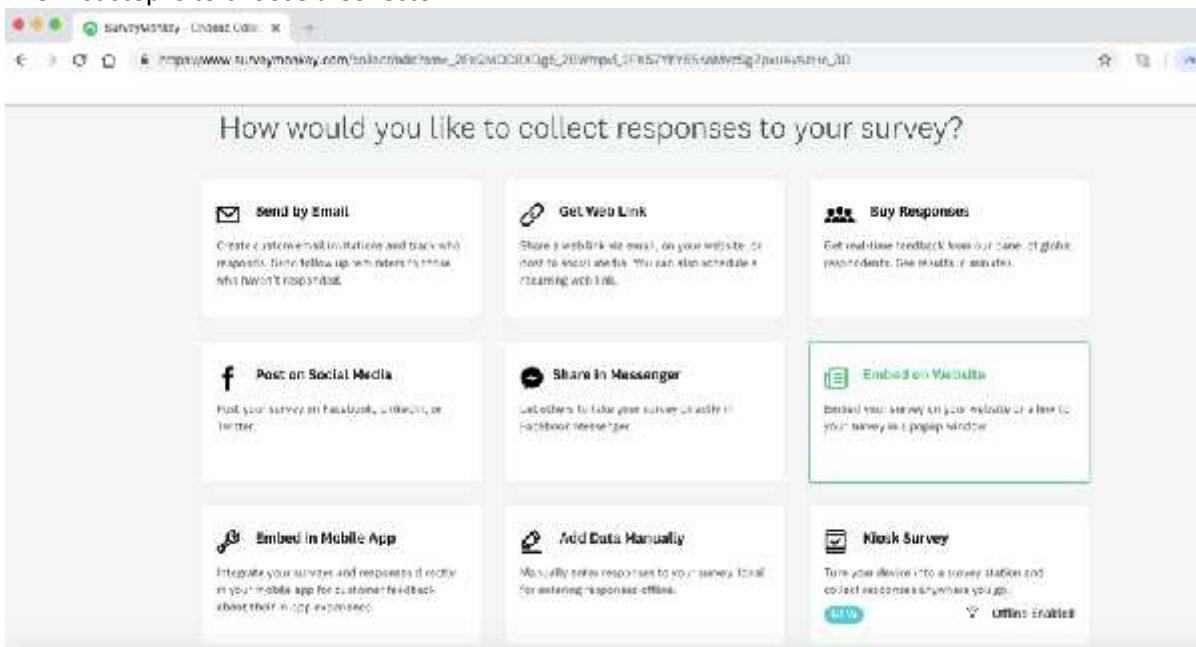 SurveyMonkey - Choose Colle
www.surveymonkey.com/collect/
How would you like to collect responses to your survey?
Send by Email
Create custom email invitations and track who
responds. Send follow up reminders to those
who haven't responded.
Get Web Link
Share a web link via email, on your website, or
post to social media. You can also schedule a
recurring web link.
Buy Responses
Get real-time feedback from our panel of global
respondents. See results in minutes.
Post on Social Media
Post your survey on Facebook, LinkedIn, or
Twitter.
Share in Messenger
Let others to take your survey directly in
Facebook Messenger
Embed on Website
Embed your survey on your website or a link to
your survey in a popup window
Embed in Mobile App
Integrate your surveys and responses directly
in your mobile app for customer feedback
about their in-app experience.
Add Data Manually
Manually enter responses to your survey. Ideal
for entering responses offline.
Kiosk Survey
Turn your device into a survey station and
collect responses anywhere you go.
NEW
Offline Enabled